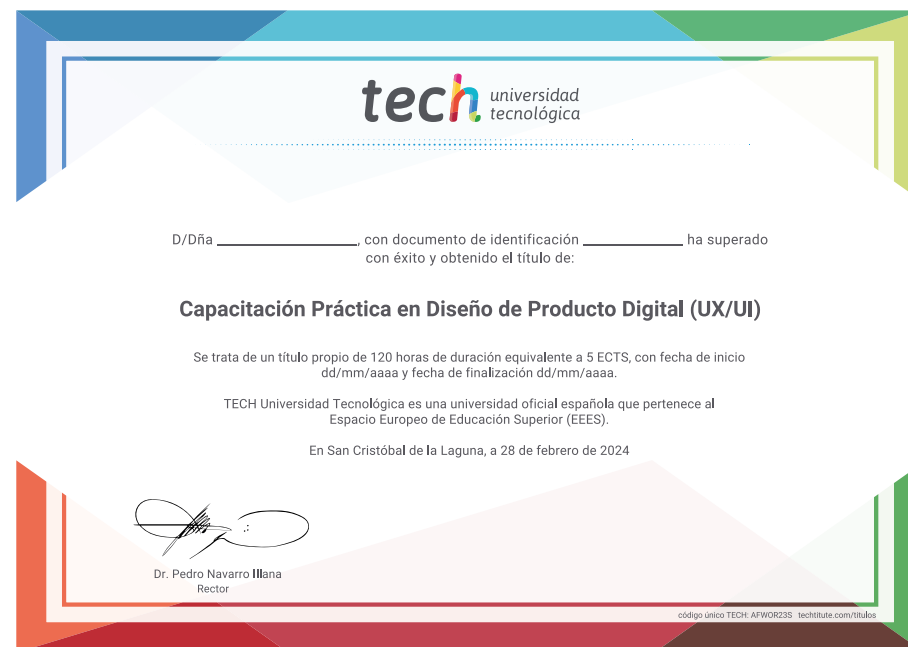 tech universidad
tecnológica
D/Dña ____________________, con documento de identificación ______________ ha superado
con éxito y obtenido el título de:
Capacitación Práctica en Diseño de Producto Digital (UX/UI)
Se trata de un título propio de 120 horas de duración equivalente a 5 ECTS, con fecha de inicio
dd/mm/aaaa y fecha de finalización dd/mm/aaaa.
TECH Universidad Tecnológica es una universidad oficial española que pertenece al
Espacio Europeo de Educación Superior (EEES).
En San Cristóbal de la Laguna, a 28 de febrero de 2024
Dr. Pedro Navarro Illana
Rector
código único TECH: AFWOR23S techtitute.com/titulos